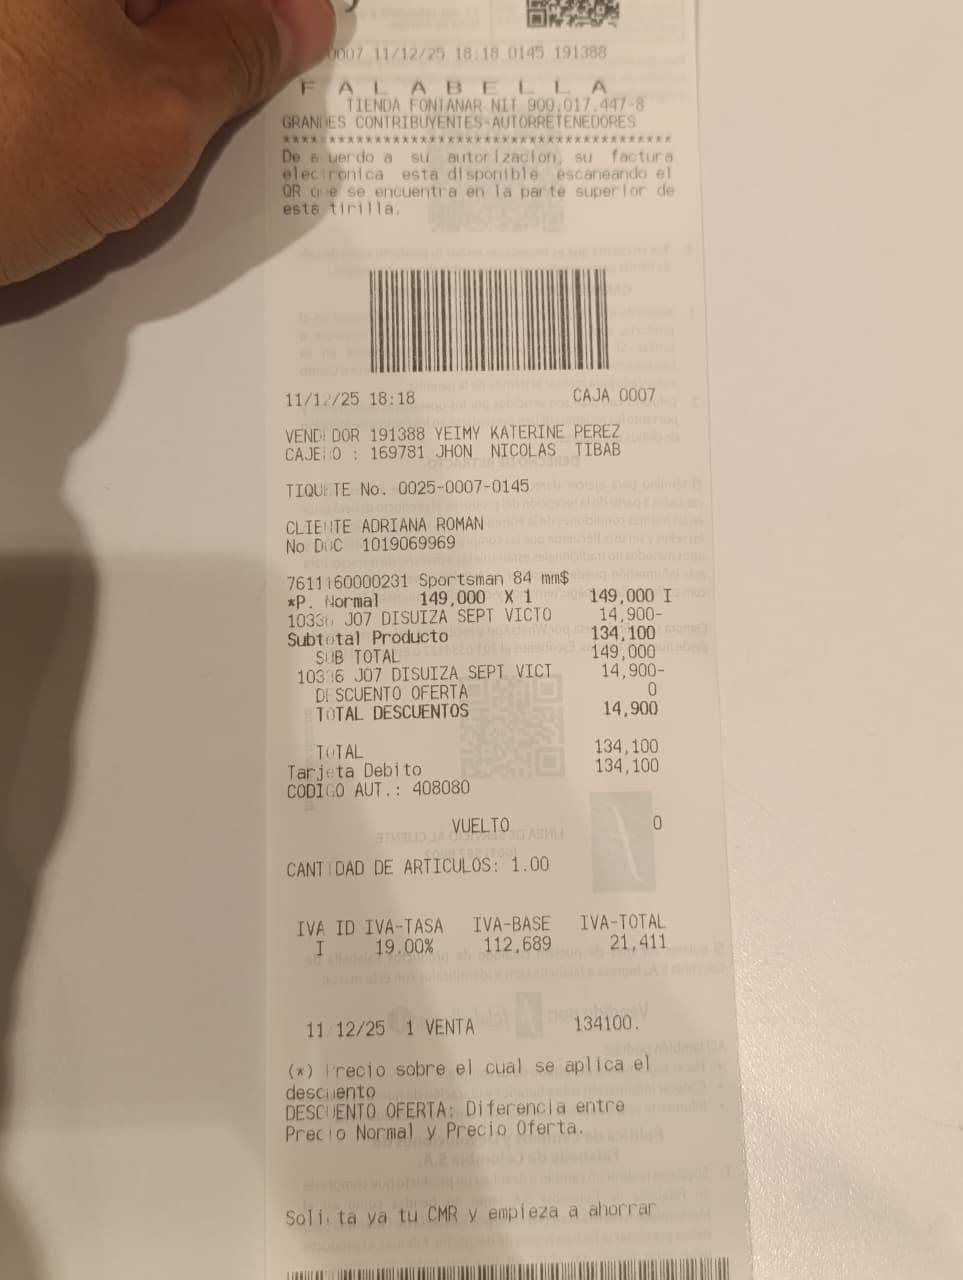 0007 11/12/25 18:18 0145 191388
F A L A B E L L A
TIENDA FONTANAR NIT 900,017.447-8
GRANDES CONTRIBUYENTES-AUTORRETENEDORES
******************************************
De acuerdo a su autorizacion, su factura
electronica esta disponible escaneando el
QR que se encuentra en la parte superior de
esta tirilla.
11/12/25 18:18 CAJA 0007
VENDEDOR 191388 YEIMY KATERINE PEREZ
CAJERO : 169781 JHON NICOLAS TIBAB
TIQUETE No. 0025-0007-0145
CLIENTE ADRIANA ROMAN
No DOC 1019069969
7611160000231 Sportsman 84 mm$
*P. Normal 149,000 X 1 149,000 I
10336 J07 DISUIZA SEPT VICTO 14,900-
Subtotal Producto 134,100
SUB TOTAL 149,000
10336 J07 DISUIZA SEPT VICT 14,900-
DESCUENTO OFERTA 0
TOTAL DESCUENTOS 14,900
TOTAL 134,100
Tarjeta Debito 134,100
CODIGO AUT.: 408080
VUELTO 0
CANTIDAD DE ARTICULOS: 1.00
IVA ID IVA-TASA IVA-BASE IVA-TOTAL
I 19.00% 112,689 21,411
11/12/25 1 VENTA 134100.
(*) Precio sobre el cual se aplica el
descuento
DESCUENTO OFERTA: Diferencia entre
Precio Normal y Precio Oferta.
Solicita ya tu CMR y empieza a ahorrar